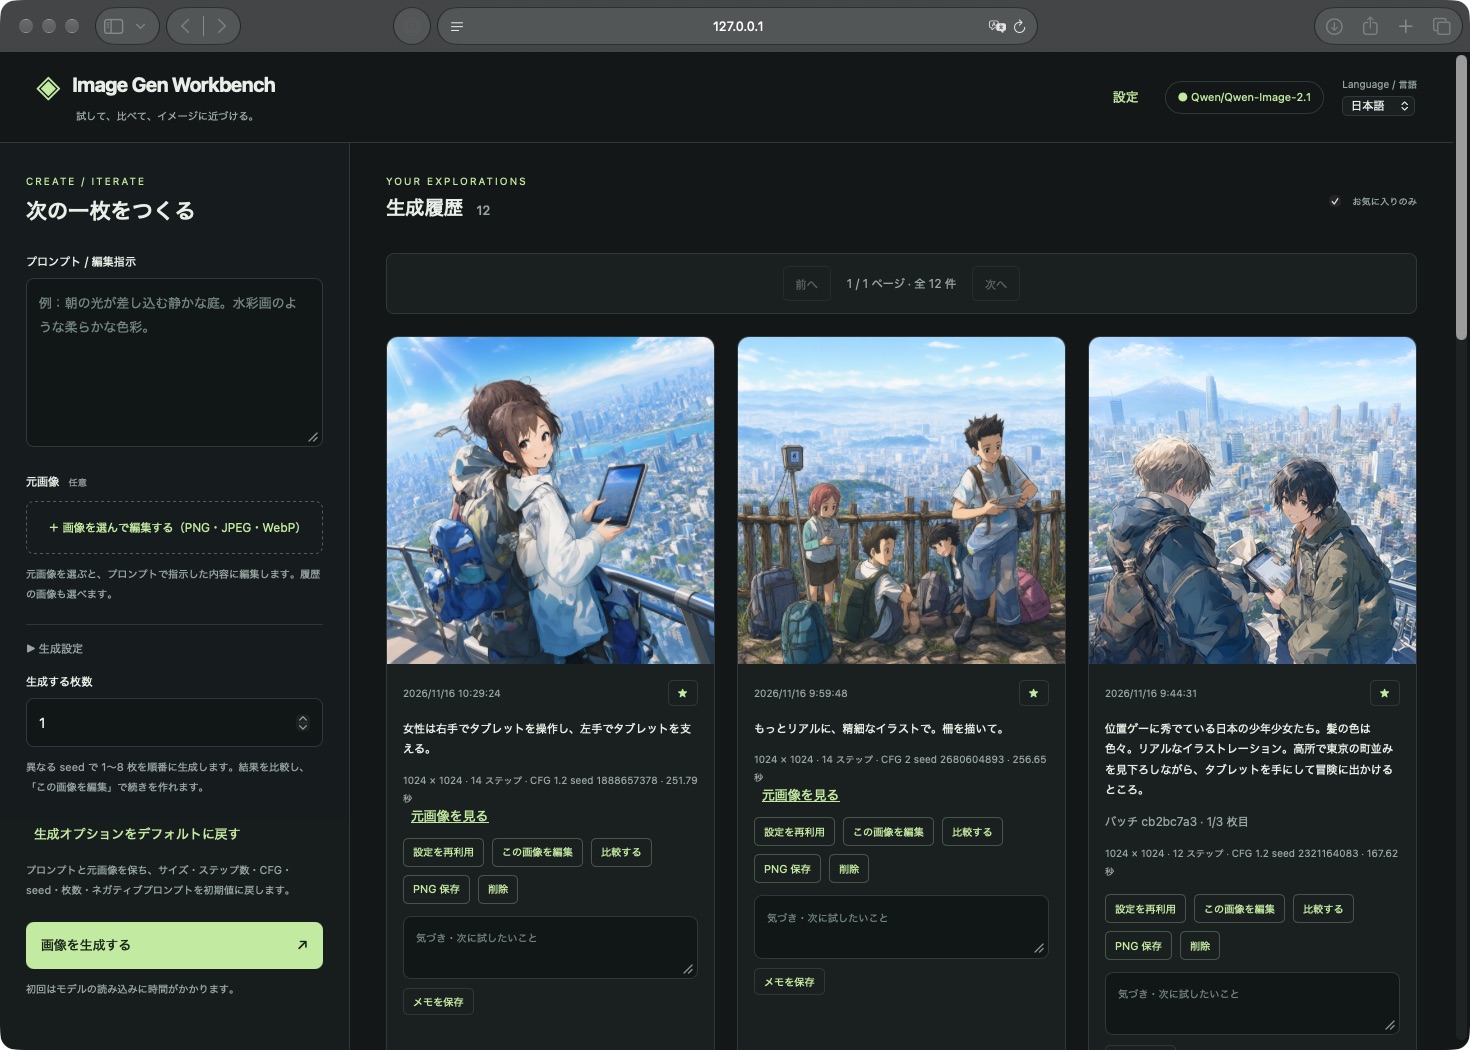 127.0.0.1
Image Gen Workbench
試して、比べて、イメージに近づける。
設定
Qwen/Qwen-Image-2.1
Language / 言語
日本語
CREATE / ITERATE
次の一枚をつくる
プロンプト / 編集指示
例：朝の光が差し込む静かな庭。水彩画のよ
うな柔らかな色彩。
元画像 任意
+ 画像を選んで編集する（PNG・JPEG・WebP）
元画像を選ぶと、プロンプトで指示した内容に編集します。履歴
の画像も選べます。
▶ 生成設定
生成する枚数
1
異なる seed で 1〜8 枚を順番に生成します。結果を比較し、
「この画像を編集」で続きを作れます。
生成オプションをデフォルトに戻す
プロンプトと元画像を保ち、サイズ・ステップ数・CFG・
seed・枚数・ネガティブプロンプトを初期値に戻します。
画像を生成する
初回はモデルの読み込みに時間がかかります。
YOUR EXPLORATIONS
生成履歴 12
お気に入りのみ
前へ
1 / 1 ページ · 全 12 件
次へ
2026/11/16 10:29:24
★
女性は右手でタブレットを操作し、左手でタブレットを支
える。
1024 × 1024 · 14 ステップ · CFG 1.2 seed 1888657378 · 251.79
秒
元画像を見る
設定を再利用
この画像を編集
比較する
PNG 保存
削除
気づき・次に試したいこと
メモを保存
2026/11/16 9:59:48
★
もっとリアルに、精細なイラストで。柵を描いて。
1024 × 1024 · 14 ステップ · CFG 2 seed 2680604893 · 256.65
秒
元画像を見る
設定を再利用
この画像を編集
比較する
PNG 保存
削除
気づき・次に試したいこと
メモを保存
2026/11/16 9:44:31
★
位置ゲーに秀でている日本の少年少女たち。髪の色は
色々。リアルなイラストレーション。高所で東京の町並み
を見下ろしながら、タブレットを手にして冒険に出かける
ところ。
バッチ cb2bc7a3 · 1/3 枚目
1024 × 1024 · 12 ステップ · CFG 1.2 seed 2321164083 · 167.62
秒
設定を再利用
この画像を編集
比較する
PNG 保存
削除
気づき・次に試したいこと